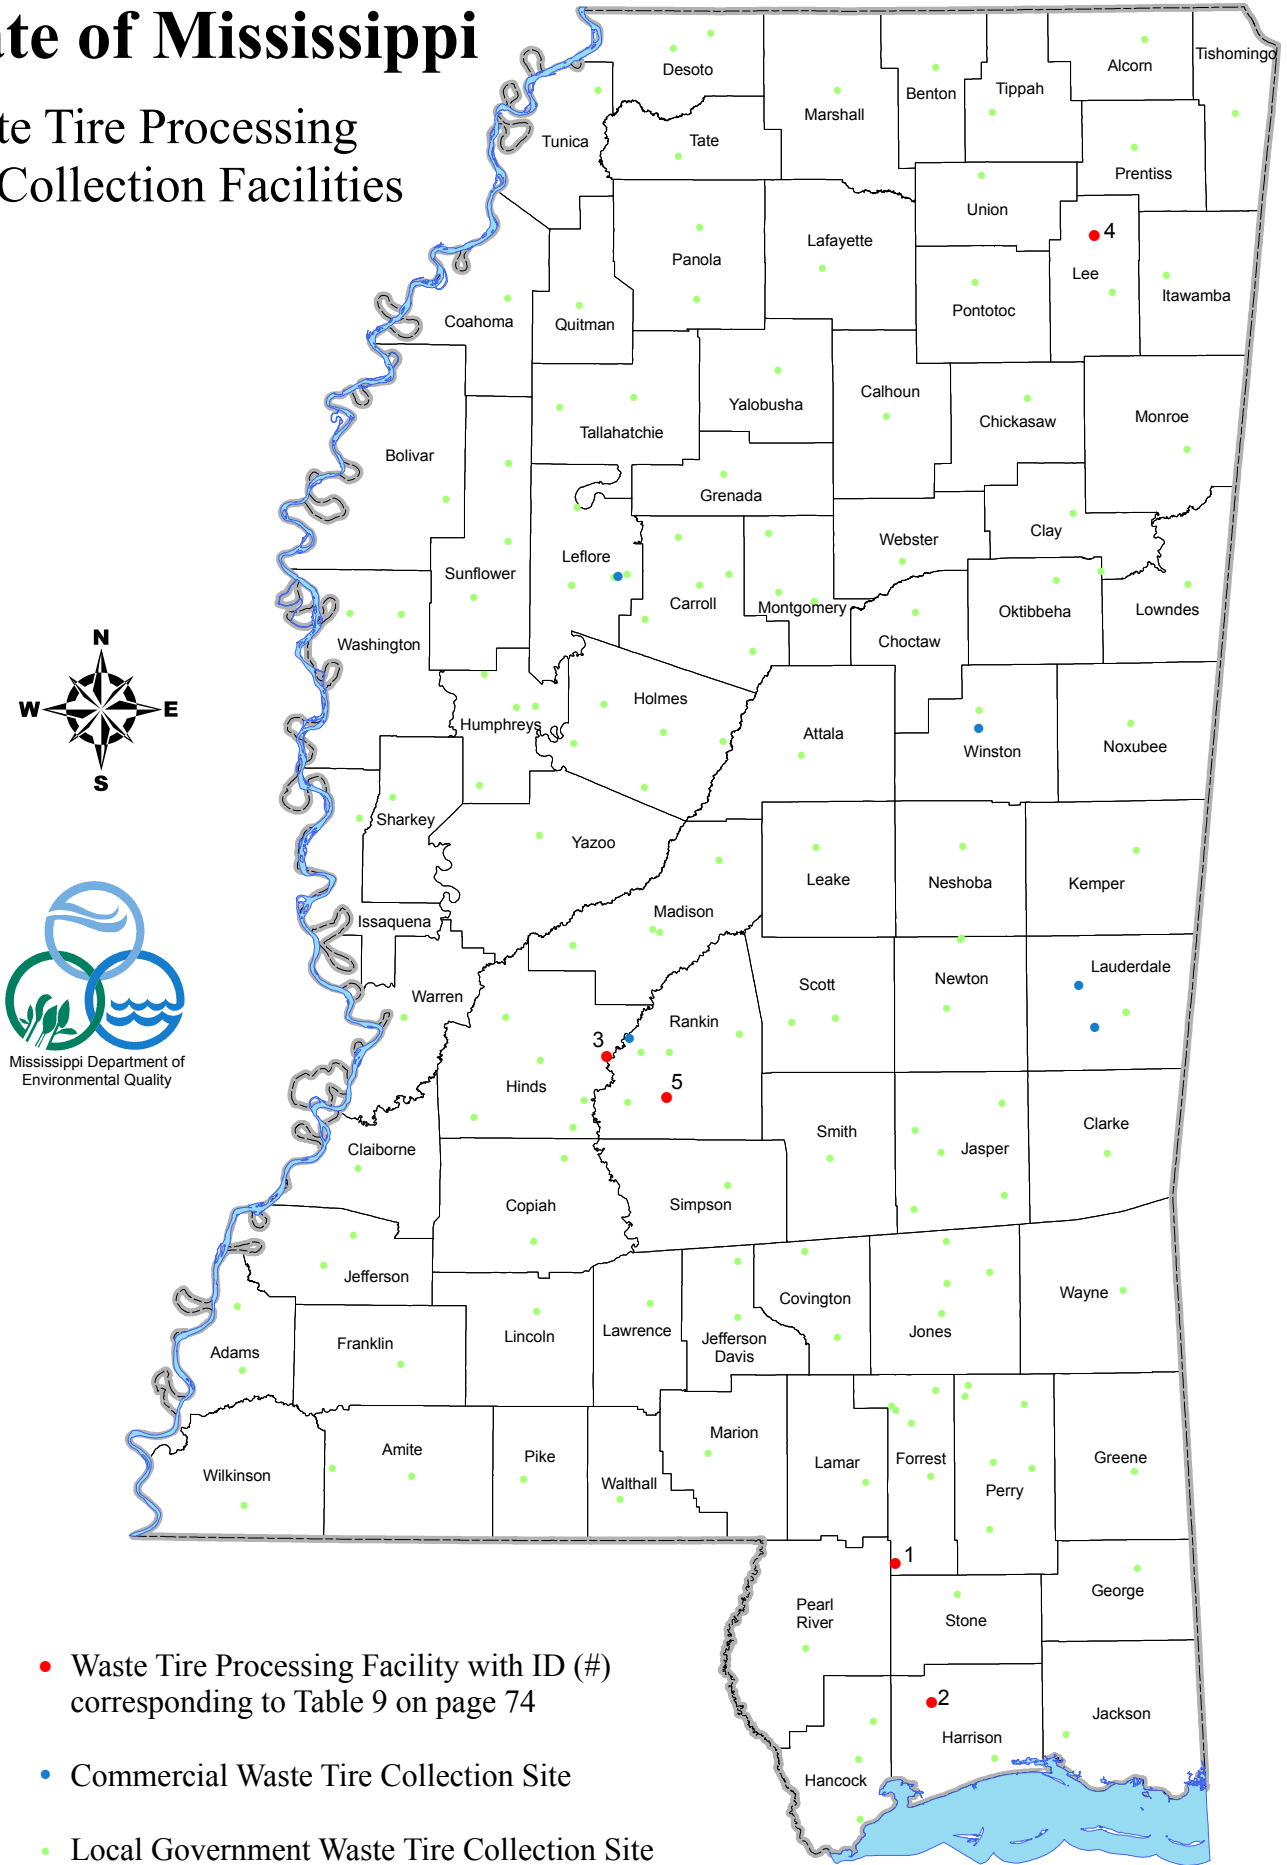 te of Mississippi
te Tire Processing
Collection Facilities
Desoto
Marshall
Benton
Tippah
Alcorn
Tishomingo
Tunica
Tate
Prentiss
Union
Lafayette
Panola
4
Lee
Itawamba
Pontotoc
Coahoma
Quitman
Yalobusha
Calhoun
Chickasaw
Monroe
Tallahatchie
Bolivar
Grenada
Webster
Clay
Leflore
Sunflower
Carroll
Montgomery
Oktibbeha
Lowndes
Choctaw
Washington
N
W
E
S
Holmes
Humphreys
Attala
Winston
Noxubee
Sharkey
Yazoo
Leake
Neshoba
Kemper
Issaquena
Madison
Warren
Scott
Newton
Lauderdale
Rankin
3
5
Hinds
Mississippi Department of
Environmental Quality
Claiborne
Smith
Jasper
Clarke
Copiah
Simpson
Jefferson
Covington
Wayne
Adams
Franklin
Lincoln
Lawrence
Jefferson
Davis
Jones
Wilkinson
Amite
Pike
Walthall
Marion
Lamar
Forrest
Perry
Greene
1
Pearl
River
Stone
George
2
Harrison
Jackson
Hancock
Waste Tire Processing Facility with ID (#)
corresponding to Table 9 on page 74
Commercial Waste Tire Collection Site
Local Government Waste Tire Collection Site